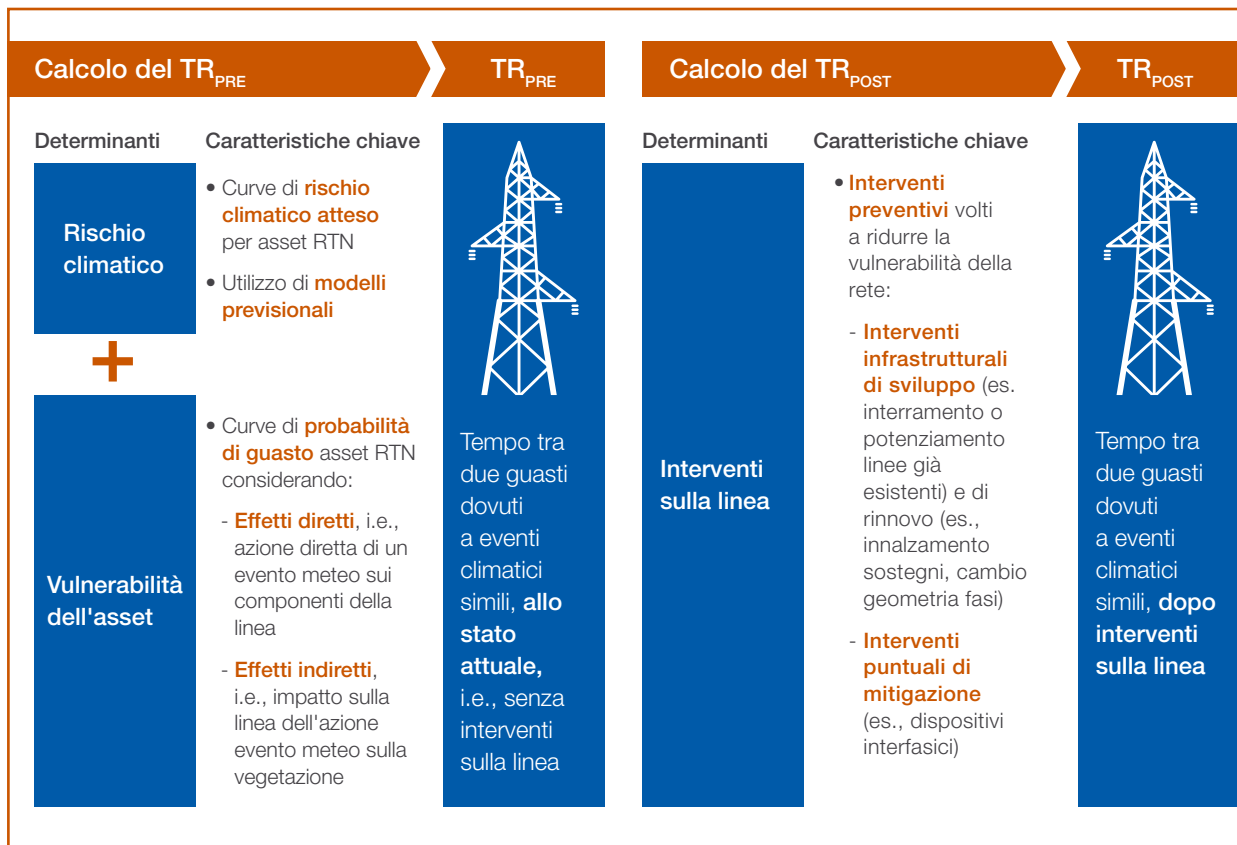 Calcolo del TR_PRE
TR_PRE
Determinanti
Caratteristiche chiave
Rischio
climatico
• Curve di rischio
climatico atteso
per asset RTN
• Utilizzo di modelli
previsionali
+
Vulnerabilità
dell'asset
• Curve di probabilità
di guasto asset RTN
considerando:
- Effetti diretti, i.e.,
azione diretta di un
evento meteo sui
componenti della
linea
- Effetti indiretti,
i.e., impatto sulla
linea dell'azione
evento meteo sulla
vegetazione
Tempo tra
due guasti
dovuti
a eventi
climatici
simili, allo
stato
attuale,
i.e., senza
interventi
sulla linea
Calcolo del TR_POST
TR_POST
Determinanti
Caratteristiche chiave
Interventi
sulla linea
• Interventi
preventivi volti
a ridurre la
vulnerabilità della
rete:
- Interventi
infrastrutturali
di sviluppo (es.
interramento o
potenziamento
linee già
esistenti) e di
rinnovo (es.,
innalzamento
sostegni, cambio
geometria fasi)
- Interventi
puntuali di
mitigazione
(es., dispositivi
interfasici)
Tempo tra
due guasti
dovuti
a eventi
climatici
simili, dopo
interventi
sulla linea